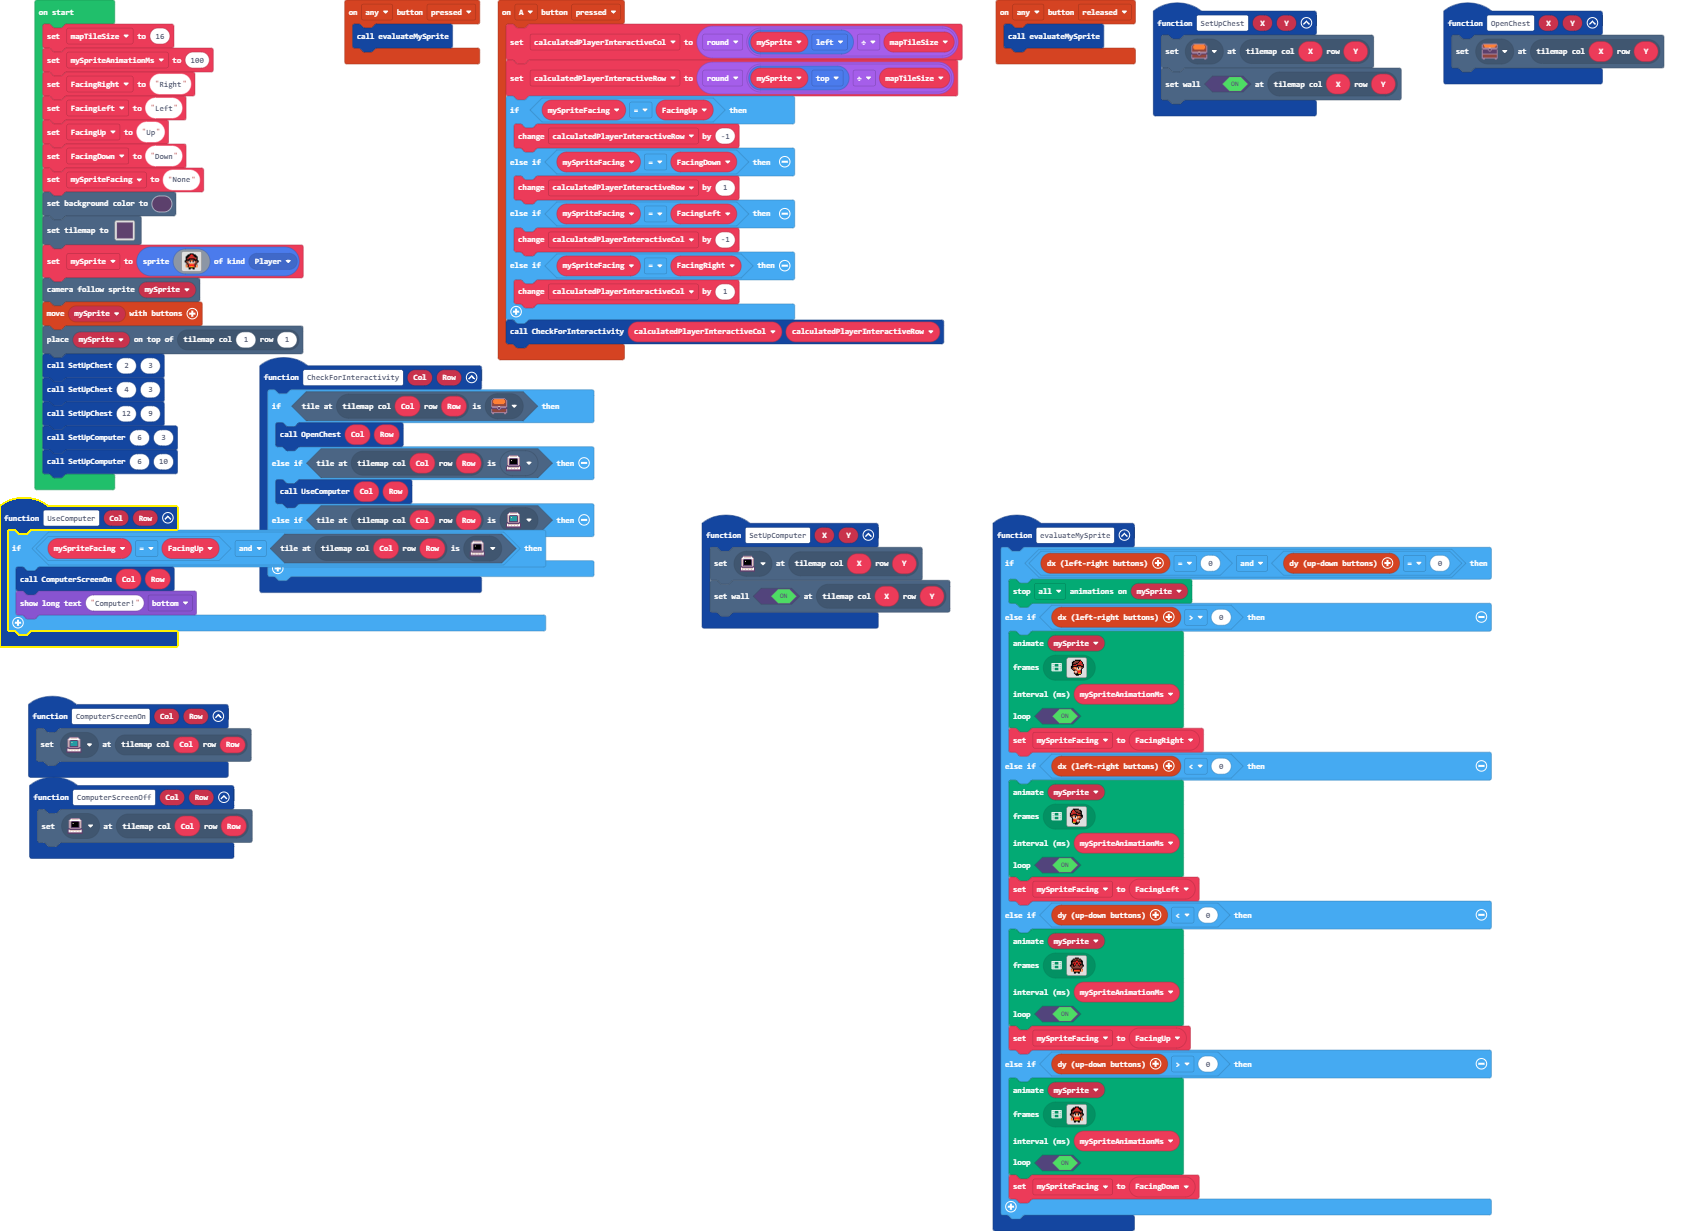 on start
set mapTileSize to 16
set mySpriteAnimationMs to 100
set FacingRight to "Right"
set FacingLeft to "Left"
set FacingUp to "Up"
set FacingDown to "Down"
set mySpriteFacing to "None"
set background color to
set tilemap to
set mySprite to sprite of kind Player
camera follow sprite mySprite
move mySprite with buttons
place mySprite on top of tilemap col 1 row 1
call SetUpChest 2 3
call SetUpChest 4 3
call SetUpChest 12 9
call SetUpComputer 6 3
call SetUpComputer 6 10
on any button pressed
call evaluateMySprite
on A button pressed
set calculatedPlayerInteractiveCol to round mySprite left ÷ mapTileSize
set calculatedPlayerInteractiveRow to round mySprite top ÷ mapTileSize
if mySpriteFacing = FacingUp then
change calculatedPlayerInteractiveRow by -1
else if mySpriteFacing = FacingDown then
change calculatedPlayerInteractiveRow by 1
else if mySpriteFacing = FacingLeft then
change calculatedPlayerInteractiveCol by -1
else if mySpriteFacing = FacingRight then
change calculatedPlayerInteractiveCol by 1
call CheckForInteractivity calculatedPlayerInteractiveCol calculatedPlayerInteractiveRow
on any button released
call evaluateMySprite
function SetUpChest X Y
set at tilemap col X row Y
set wall ON at tilemap col X row Y
function OpenChest X Y
set at tilemap col X row Y
function CheckForInteractivity Col Row
if tile at tilemap col Col row Row is then
call OpenChest Col Row
else if tile at tilemap col Col row Row is then
call UseComputer Col Row
else if tile at tilemap col Col row Row is then
function UseComputer Col Row
if mySpriteFacing = FacingUp and tile at tilemap col Col row Row is then
call ComputerScreenOn Col Row
show long text "Computer!" bottom
function SetUpComputer X Y
set at tilemap col X row Y
set wall ON at tilemap col X row Y
function ComputerScreenOn Col Row
set at tilemap col Col row Row
function ComputerScreenOff Col Row
set at tilemap col Col row Row
function evaluateMySprite
if dx (left-right buttons) = 0 and dy (up-down buttons) = 0 then
stop all animations on mySprite
else if dx (left-right buttons) > 0 then
animate mySprite
frames
interval (ms) mySpriteAnimationMs
loop ON
set mySpriteFacing to FacingRight
else if dx (left-right buttons) < 0 then
animate mySprite
frames
interval (ms) mySpriteAnimationMs
loop ON
set mySpriteFacing to FacingLeft
else if dy (up-down buttons) < 0 then
animate mySprite
frames
interval (ms) mySpriteAnimationMs
loop ON
set mySpriteFacing to FacingUp
else if dy (up-down buttons) > 0 then
animate mySprite
frames
interval (ms) mySpriteAnimationMs
loop ON
set mySpriteFacing to FacingDown